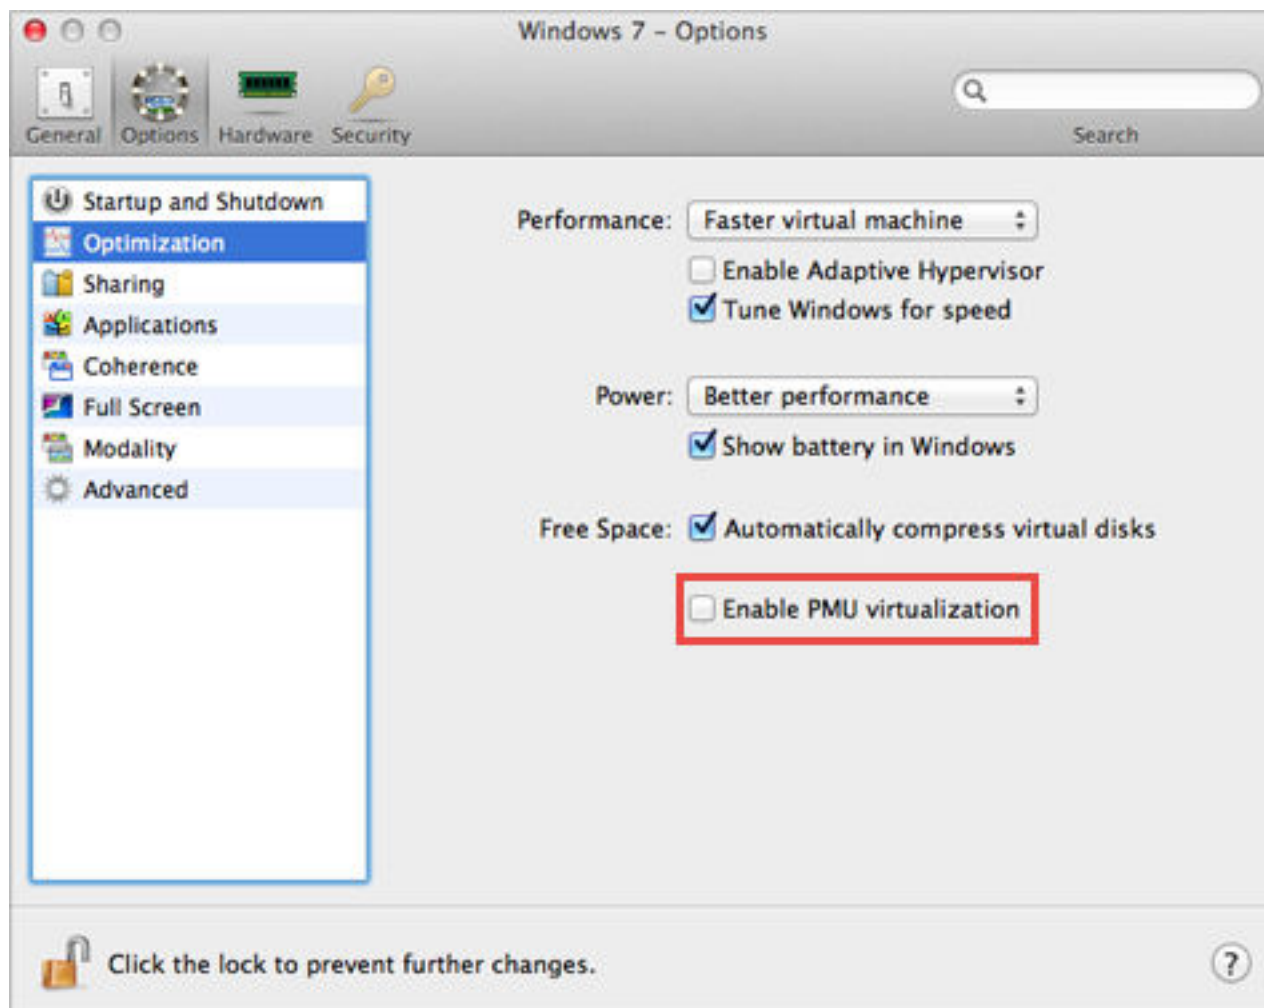 Windows 7 – Options
General Options Hardware Security
Search
Startup and Shutdown
Optimization
Sharing
Applications
Coherence
Full Screen
Modality
Advanced
Performance: Faster virtual machine
Enable Adaptive Hypervisor
Tune Windows for speed
Power: Better performance
Show battery in Windows
Free Space: Automatically compress virtual disks
Enable PMU virtualization
Click the lock to prevent further changes.
?